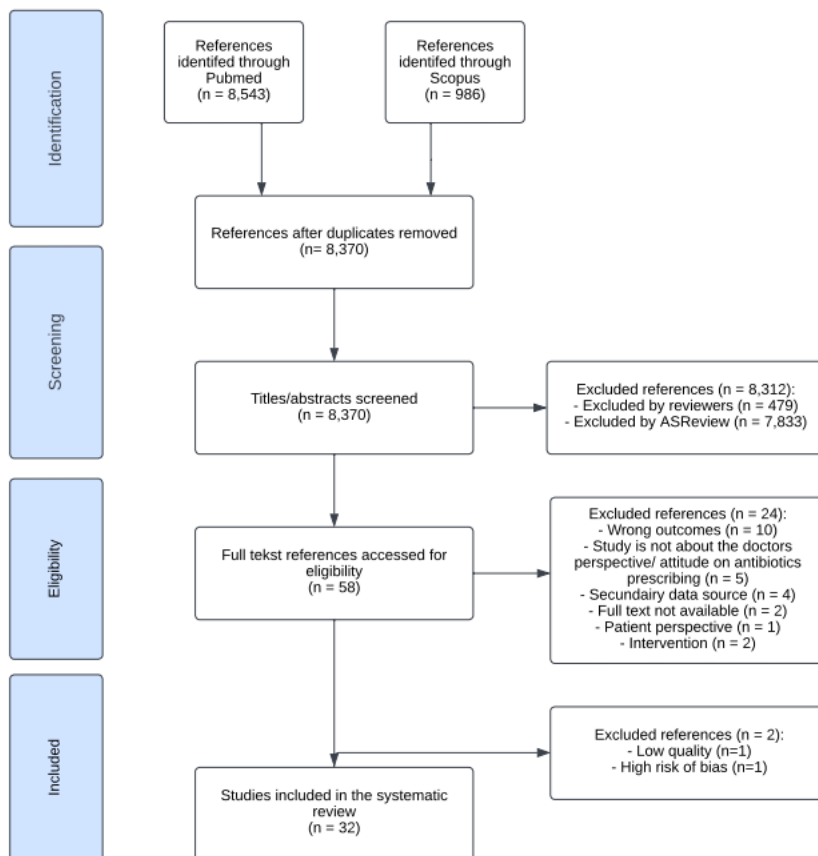 Identification
References
identifed through
Pubmed
(n = 8,543)
References
identifed through
Scopus
(n = 986)
References after duplicates removed
(n= 8,370)
Screening
Titles/abstracts screened
(n = 8,370)
Excluded references (n = 8,312):
- Excluded by reviewers (n = 479)
- Excluded by ASReview (n = 7,833)
Eligibility
Full tekst references accessed for
eligibility
(n = 58)
Excluded references (n = 24):
- Wrong outcomes (n = 10)
- Study is not about the doctors
perspective/ attitude on antibiotics
prescribing (n = 5)
- Secundairy data source (n = 4)
- Full text not available (n = 2)
- Patient perspective (n = 1)
- Intervention (n = 2)
Included
Excluded references (n = 2):
- Low quality (n=1)
- High risk of bias (n=1)
Studies included in the systematic
review
(n = 32)